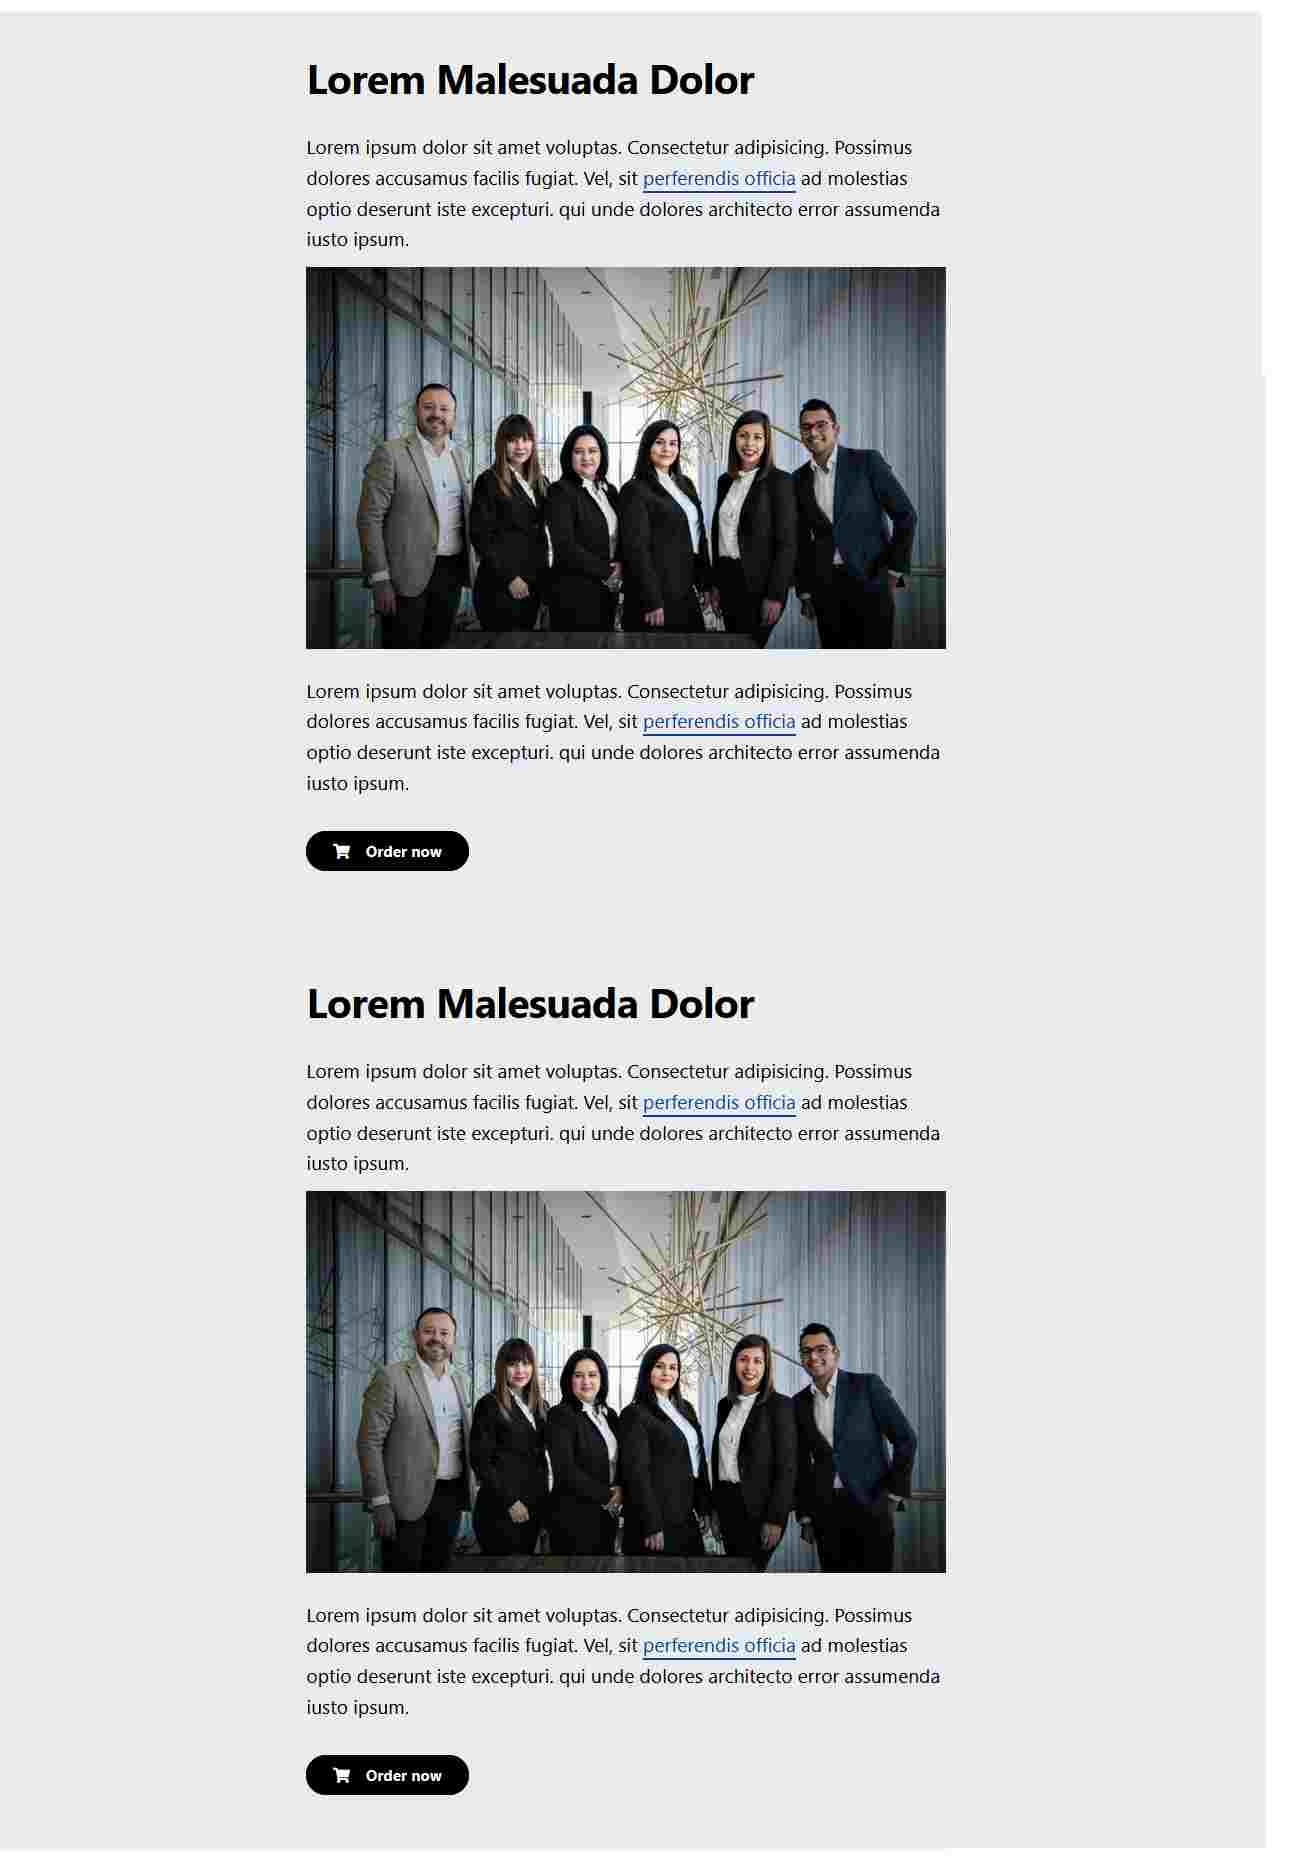 Lorem Malesuada Dolor
Lorem ipsum dolor sit amet voluptas. Consectetur adipisicing. Possimus
dolores accusamus facilis fugiat. Vel, sit perferendis officia ad molestias
optio deserunt iste excepturi. qui unde dolores architecto error assumenda
iusto ipsum.
Lorem ipsum dolor sit amet voluptas. Consectetur adipisicing. Possimus
dolores accusamus facilis fugiat. Vel, sit perferendis officia ad molestias
optio deserunt iste excepturi. qui unde dolores architecto error assumenda
iusto ipsum.
Order now
Lorem Malesuada Dolor
Lorem ipsum dolor sit amet voluptas. Consectetur adipisicing. Possimus
dolores accusamus facilis fugiat. Vel, sit perferendis officia ad molestias
optio deserunt iste excepturi. qui unde dolores architecto error assumenda
iusto ipsum.
Lorem ipsum dolor sit amet voluptas. Consectetur adipisicing. Possimus
dolores accusamus facilis fugiat. Vel, sit perferendis officia ad molestias
optio deserunt iste excepturi. qui unde dolores architecto error assumenda
iusto ipsum.
Order now